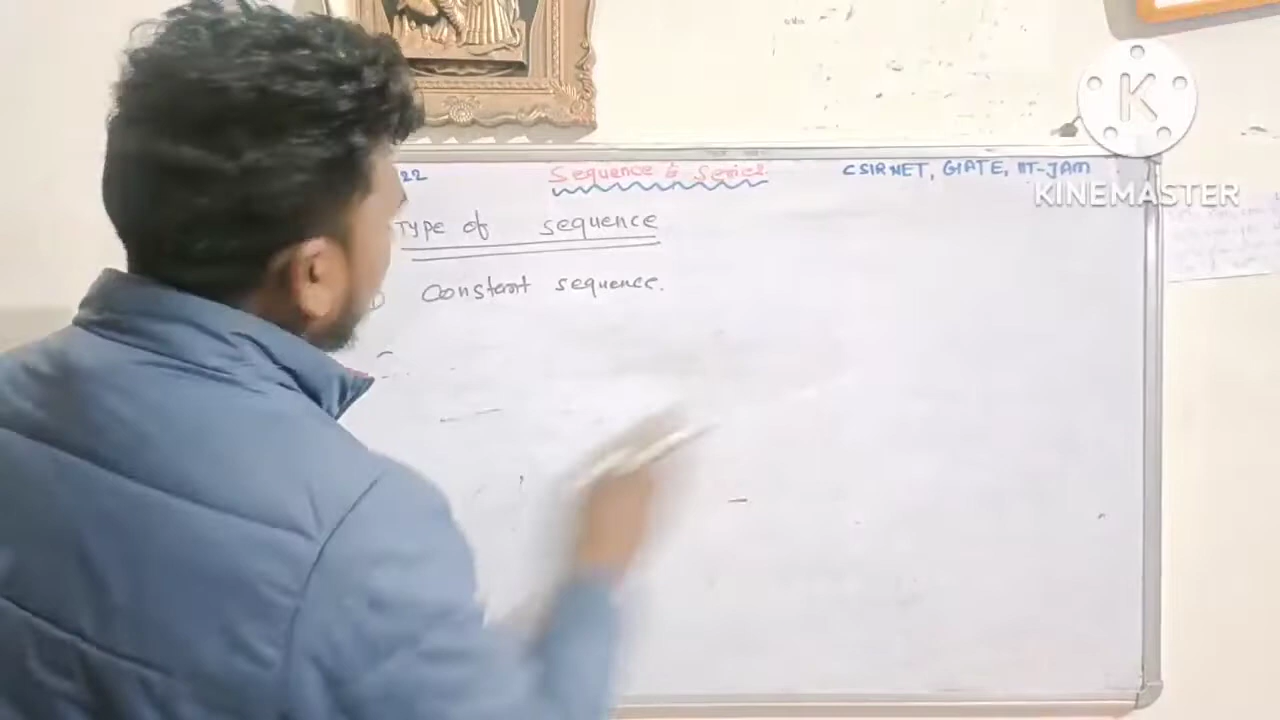 K
22 Sequence & Series CSIR NET, GATE, IIT-JAM
KINEMASTER
Type of sequence
Constant sequence.